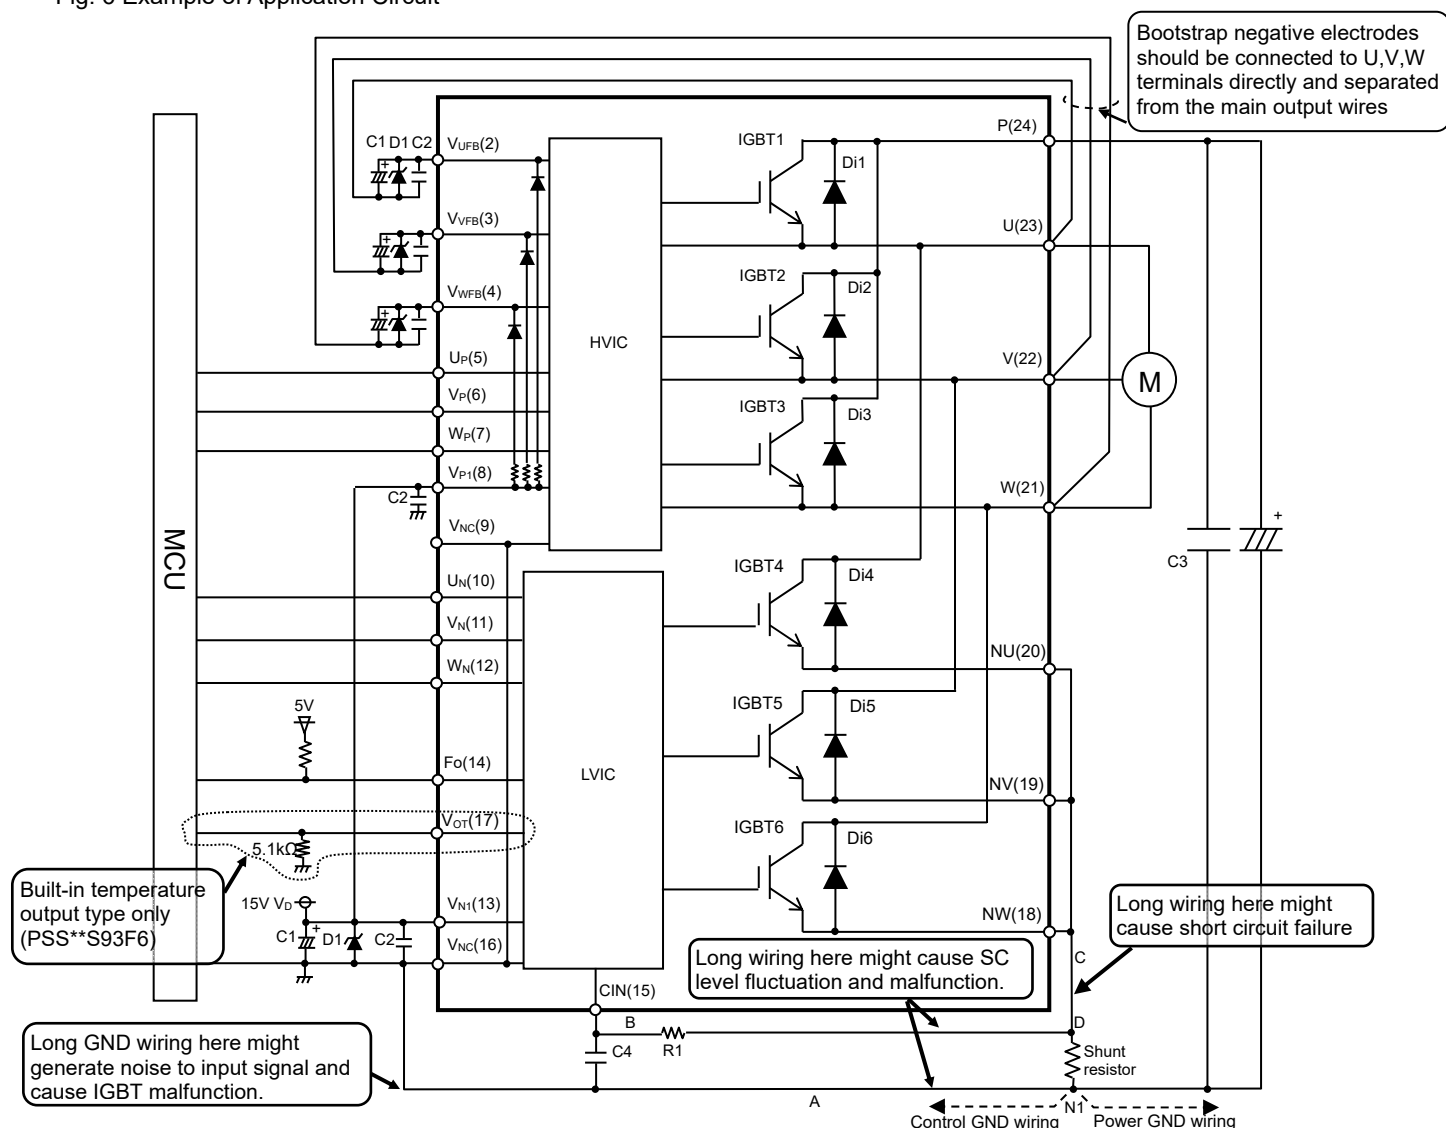 Fig. 6 Example of Application Circuit
Bootstrap negative electrodes
should be connected to U,V,W
terminals directly and separated
from the main output wires
C1 D1 C2
VUFB(2)
IGBT1
Di1
P(24)
VVFB(3)
U(23)
IGBT2
Di2
VWFB(4)
HVIC
UP(5)
V(22)
M
VP(6)
IGBT3
Di3
WP(7)
VP1(8)
C2
W(21)
VNC(9)
MCU
+
C3
IGBT4
Di4
UN(10)
VN(11)
WN(12)
NU(20)
5V
IGBT5
Di5
Fo(14)
LVIC
NV(19)
VOT(17)
5.1kΩ
IGBT6
Di6
Built-in temperature
output type only
(PSS**S93F6)
15V VD
VN1(13)
C1
+
D1
C2
VNC(16)
NW(18)
Long wiring here might
cause short circuit failure
Long wiring here might cause SC
level fluctuation and malfunction.
C
CIN(15)
B
D
R1
C4
Shunt
resistor
Long GND wiring here might
generate noise to input signal and
cause IGBT malfunction.
A
N1
Control GND wiring
Power GND wiring